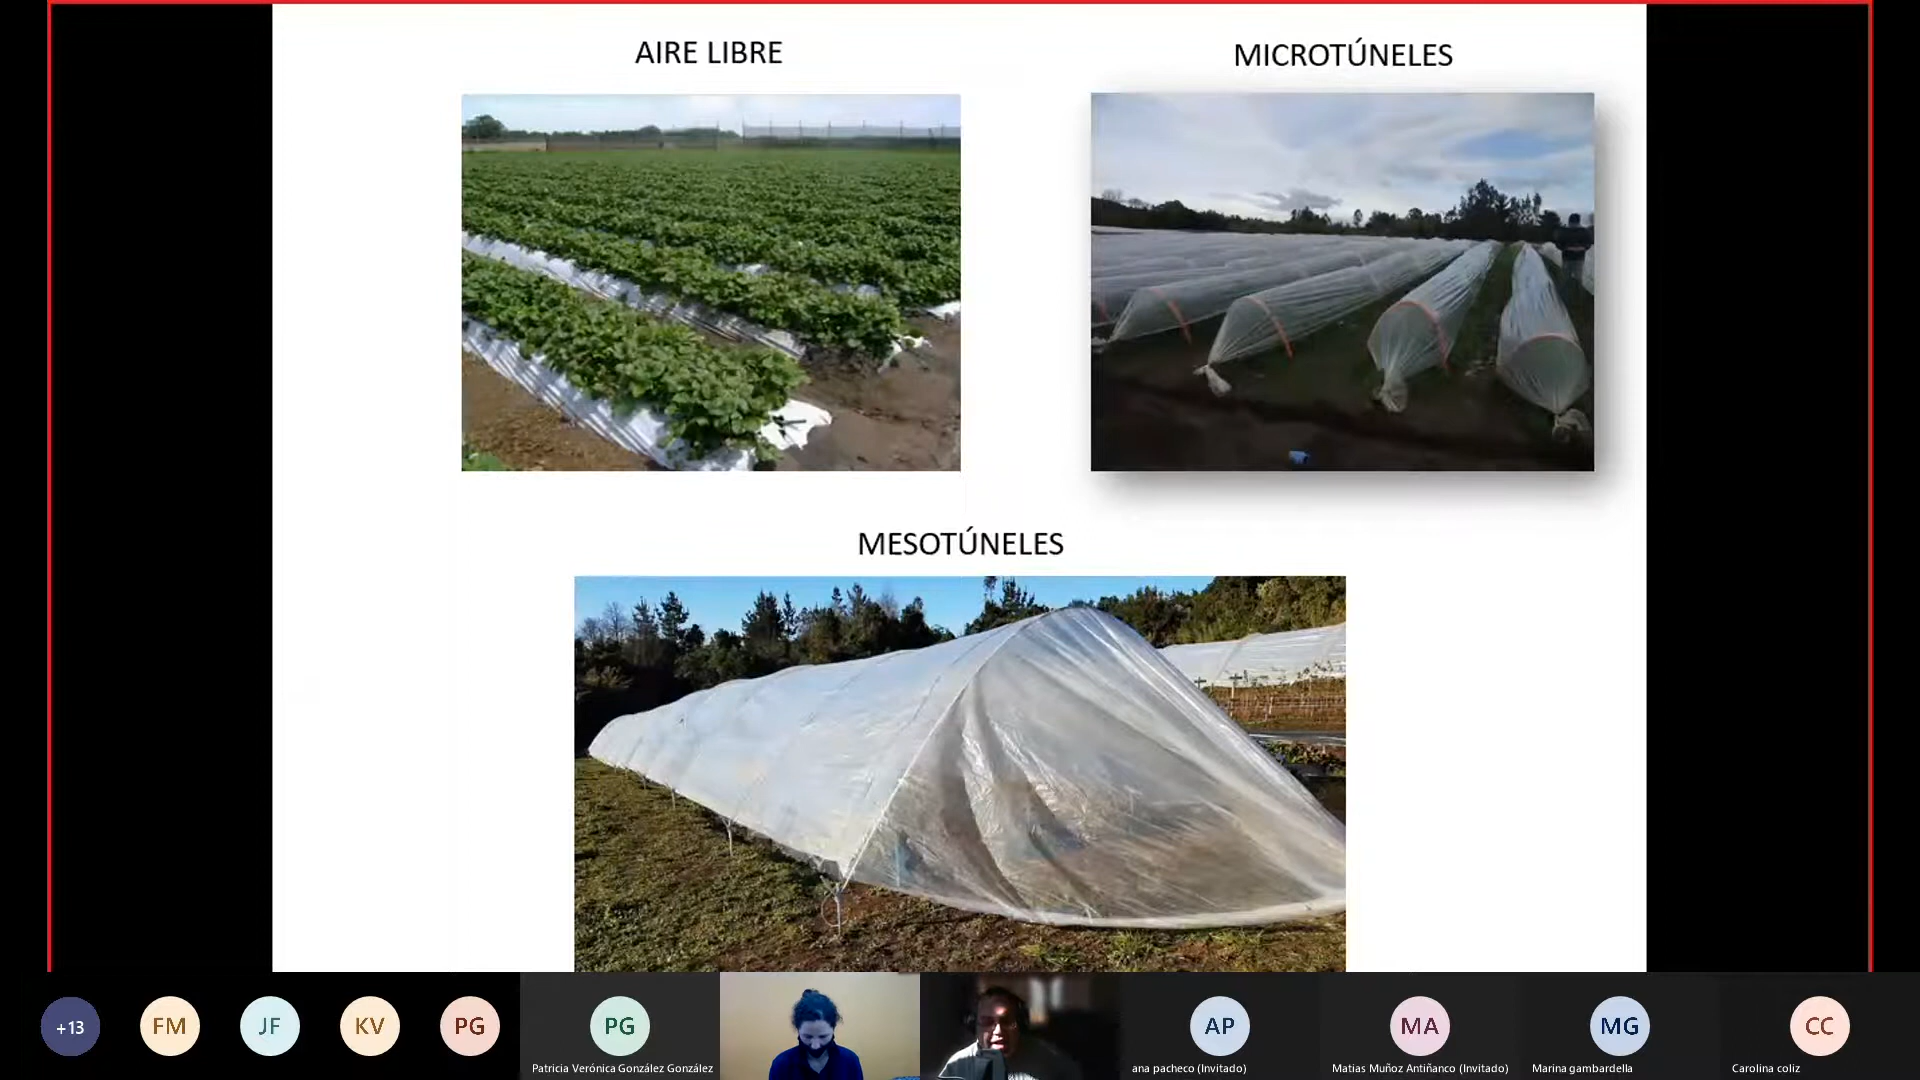 AIRE LIBRE
MICROTÚNELES
MESOTÚNELES
+13
FM
JF
KV
PG
PG
Patricia Verónica González González
AP
ana pacheco (Invitado)
MA
Matias Muñoz Antiñanco (Invitado)
MG
Marina gambardella
CC
Carolina coliz